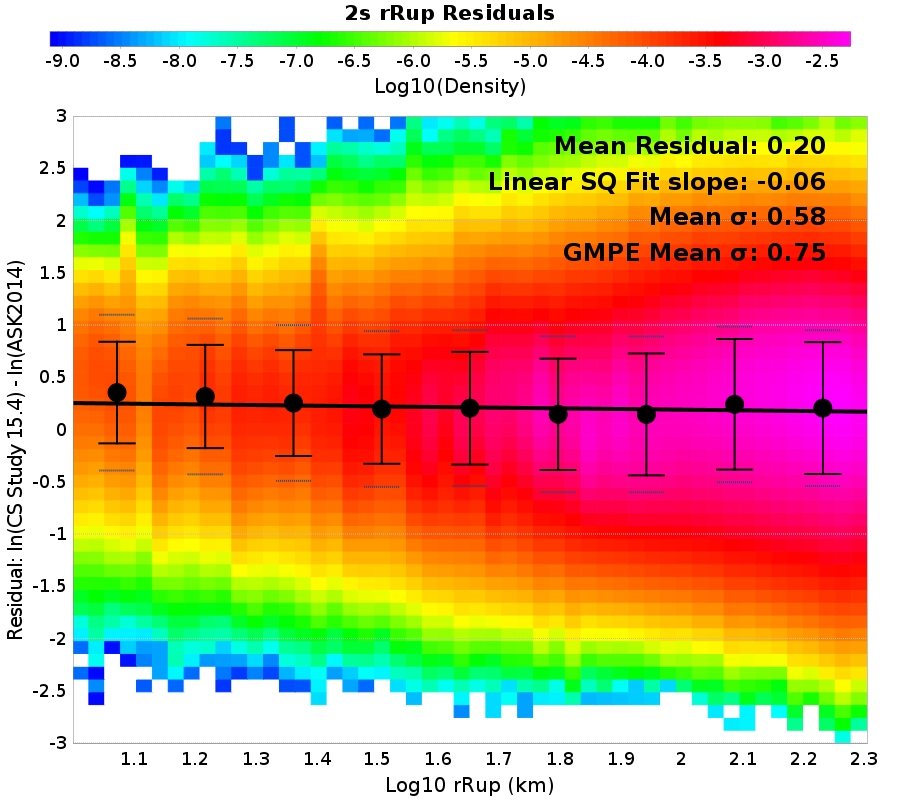 2s rRup Residuals
-9.0 -8.5 -8.0 -7.5 -7.0 -6.5 -6.0 -5.5 -5.0 -4.5 -4.0 -3.5 -3.0 -2.5
Log10(Density)
Mean Residual: 0.20
Linear SQ Fit slope: -0.06
Mean σ: 0.58
GMPE Mean σ: 0.75
Residual: ln(CS Study 15.4) - ln(ASK2014)
3
2.5
2
1.5
1
0.5
0
-0.5
-1
-1.5
-2
-2.5
-3
1.1 1.2 1.3 1.4 1.5 1.6 1.7 1.8 1.9 2 2.1 2.2 2.3
Log10 rRup (km)